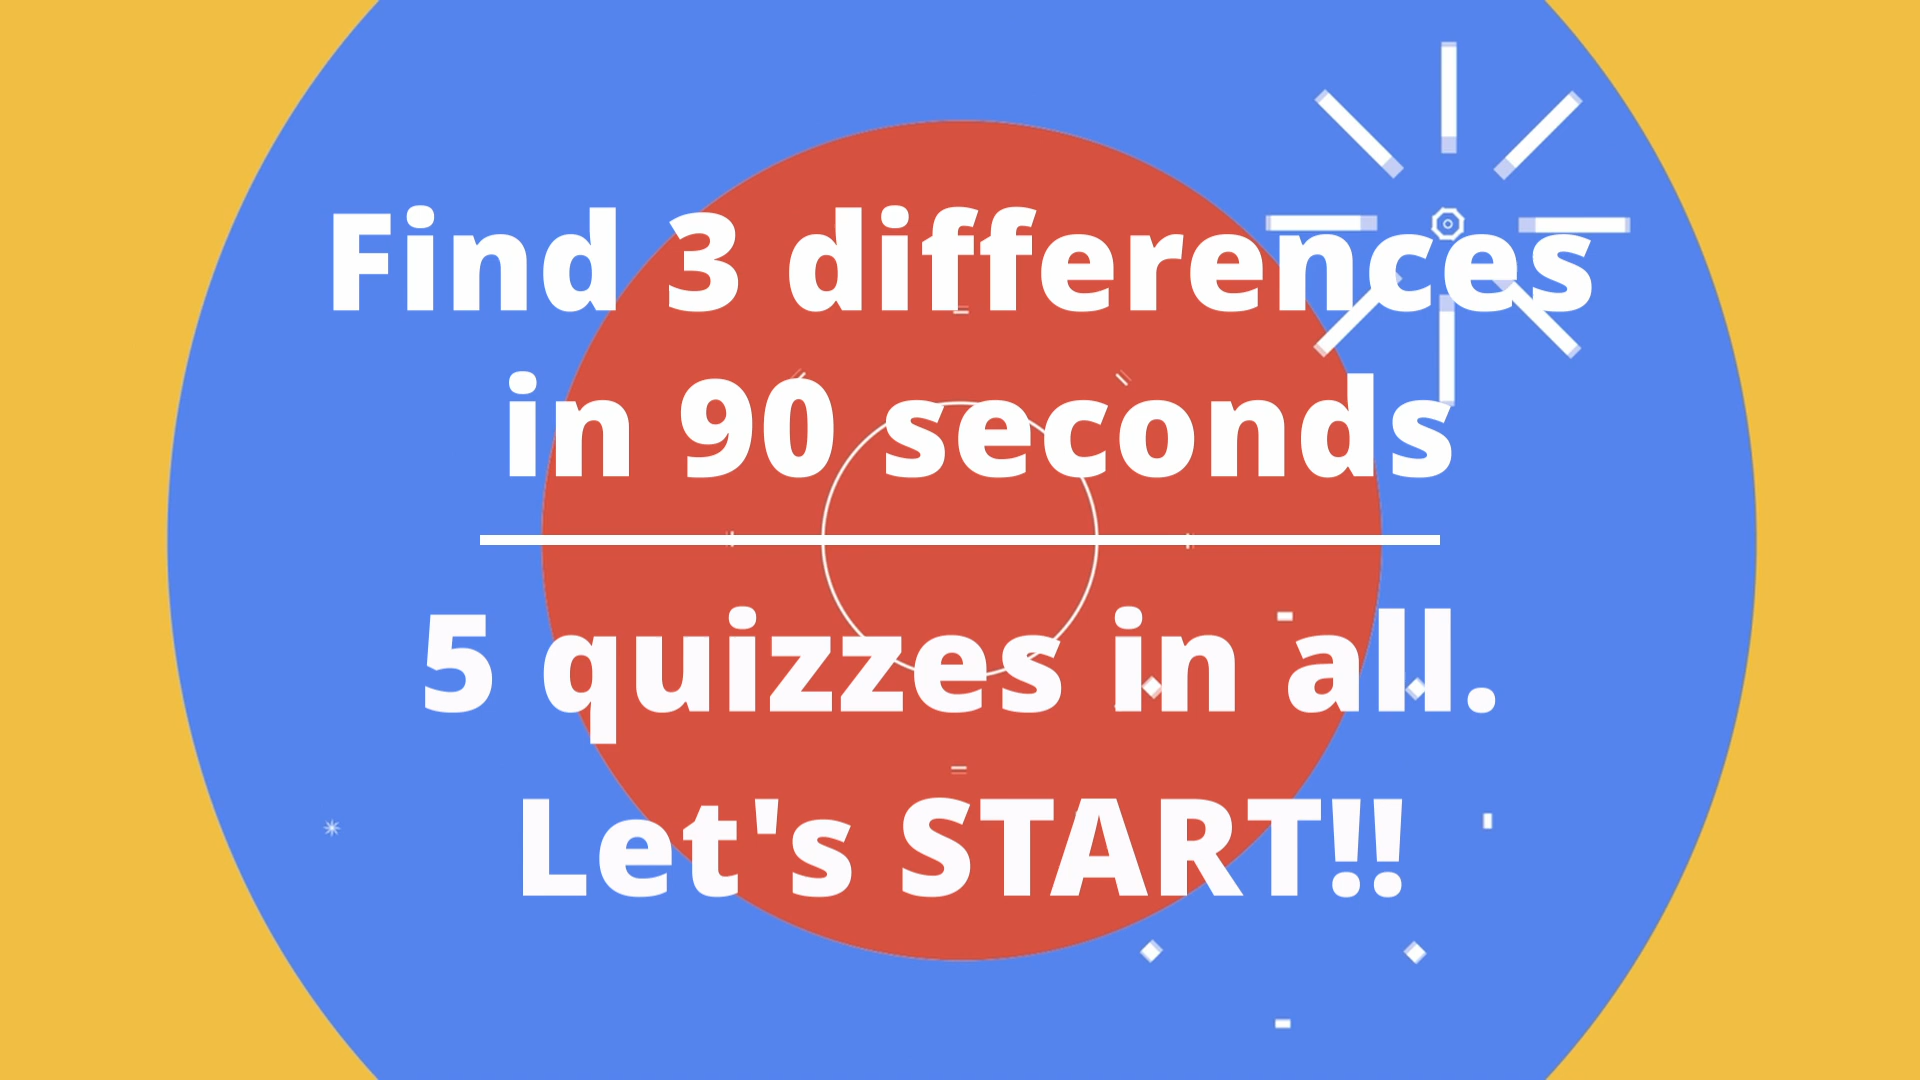 Find 3 differences
in 90 seconds
5 quizzes in all.
Let's START!!